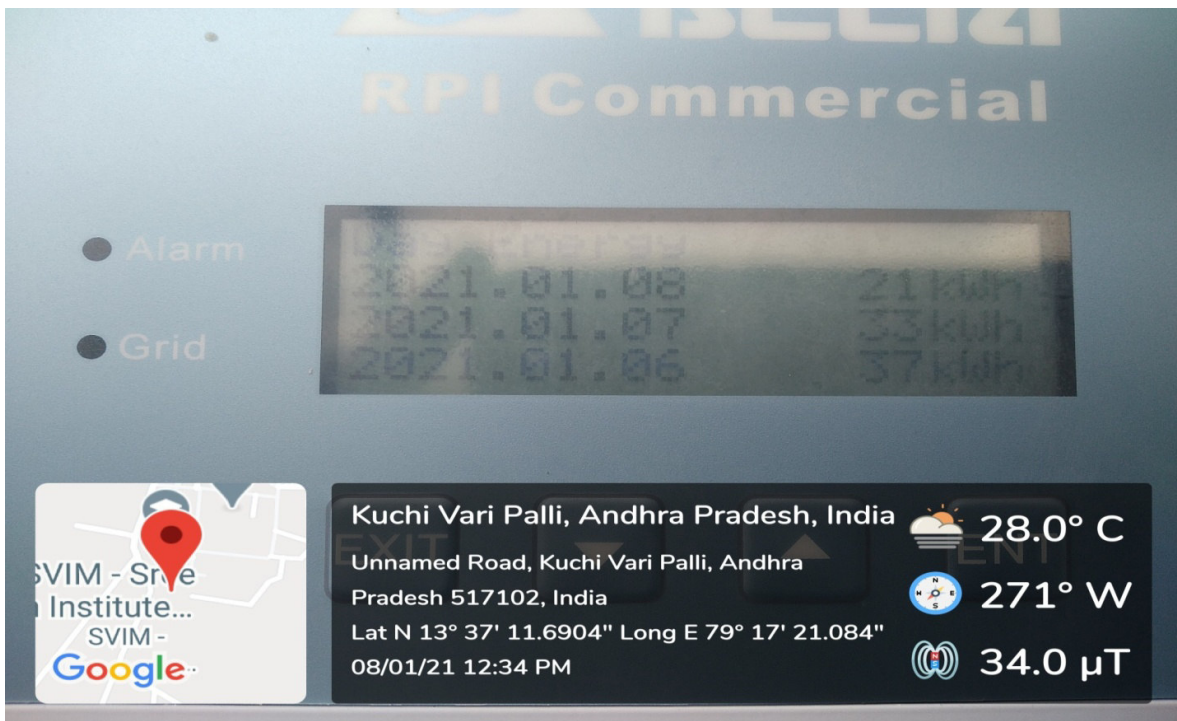 RPI Commercial
Alarm
Day Energy
2021.01.08 21kWh
2021.01.07 33kWh
Grid
2021.01.06 37kWh
EXIT
ENT
SVIM - Sree
Institute...
SVIM -
Google
Kuchi Vari Palli, Andhra Pradesh, India
Unnamed Road, Kuchi Vari Palli, Andhra
Pradesh 517102, India
Lat N 13° 37' 11.6904" Long E 79° 17' 21.084"
08/01/21 12:34 PM
28.0° C
271° W
34.0 µT